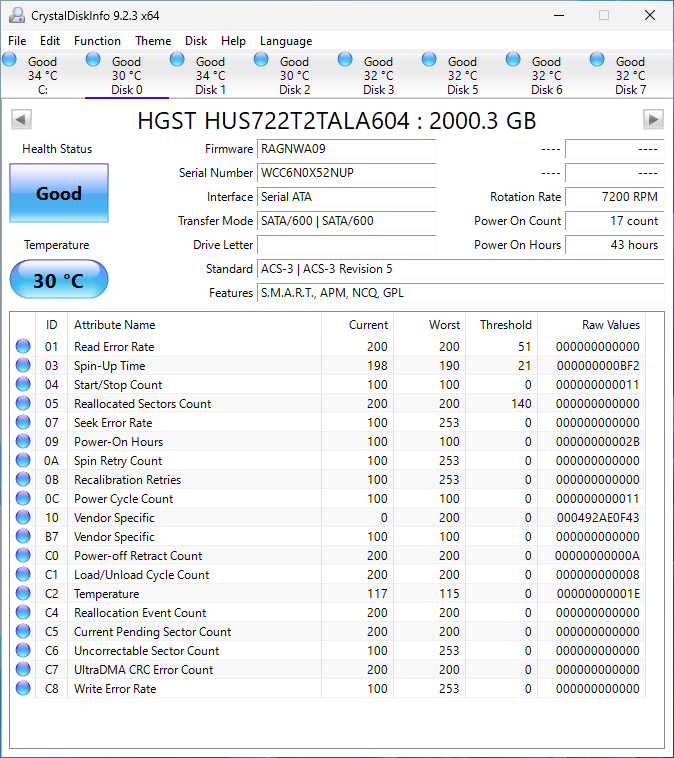 CrystalDiskInfo 9.2.3 x64
File Edit Function Theme Disk Help Language
Good Good Good Good Good Good Good Good
34 °C 30 °C 34 °C 30 °C 32 °C 32 °C 32 °C 32 °C
C: Disk 0 Disk 1 Disk 2 Disk 3 Disk 5 Disk 6 Disk 7
HGST HUS722T2TALA604 : 2000.3 GB
Health Status Firmware RAGNWA09 ---- ----
Good Serial Number WCC6N0X52NUP ---- ----
Interface Serial ATA Rotation Rate 7200 RPM
Transfer Mode SATA/600 | SATA/600 Power On Count 17 count
Temperature Drive Letter Power On Hours 43 hours
30 °C Standard ACS-3 | ACS-3 Revision 5
Features S.M.A.R.T., APM, NCQ, GPL
ID Attribute Name Current Worst Threshold Raw Values
01 Read Error Rate 200 200 51 000000000000
03 Spin-Up Time 198 190 21 000000000BF2
04 Start/Stop Count 100 100 0 000000000011
05 Reallocated Sectors Count 200 200 140 000000000000
07 Seek Error Rate 100 253 0 000000000000
09 Power-On Hours 100 100 0 00000000002B
0A Spin Retry Count 100 253 0 000000000000
0B Recalibration Retries 100 253 0 000000000000
0C Power Cycle Count 100 100 0 000000000011
10 Vendor Specific 0 200 0 000492AE0F43
B7 Vendor Specific 100 100 0 000000000000
C0 Power-off Retract Count 200 200 0 00000000000A
C1 Load/Unload Cycle Count 200 200 0 000000000008
C2 Temperature 117 115 0 00000000001E
C4 Reallocation Event Count 200 200 0 000000000000
C5 Current Pending Sector Count 200 200 0 000000000000
C6 Uncorrectable Sector Count 100 253 0 000000000000
C7 UltraDMA CRC Error Count 200 200 0 000000000000
C8 Write Error Rate 100 253 0 000000000000